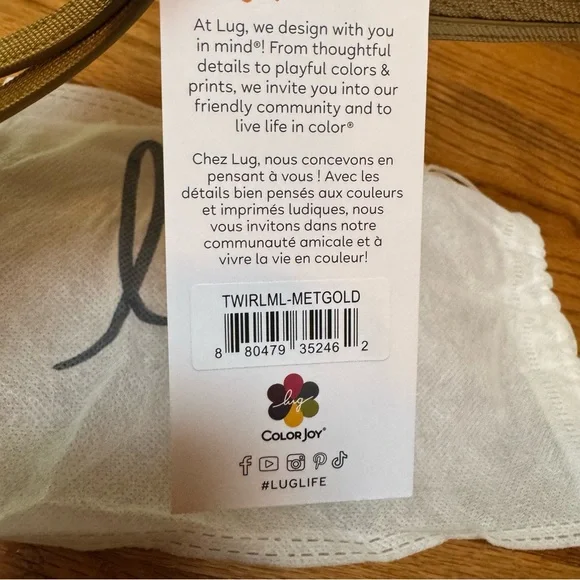 At Lug, we design with you
in mind®! From thoughtful
details to playful colors &
prints, we invite you into our
friendly community and to
live life in color®
Chez Lug, nous concevons en
pensant à vous ! Avec les
détails bien pensés aux couleurs
et imprimés ludiques, nous
vous invitons dans notre
communauté amicale et à
vivre la vie en couleur!
TWIRLML-METGOLD
8 80479 35246 2
lug
COLORJOY®
#LUGLIFE